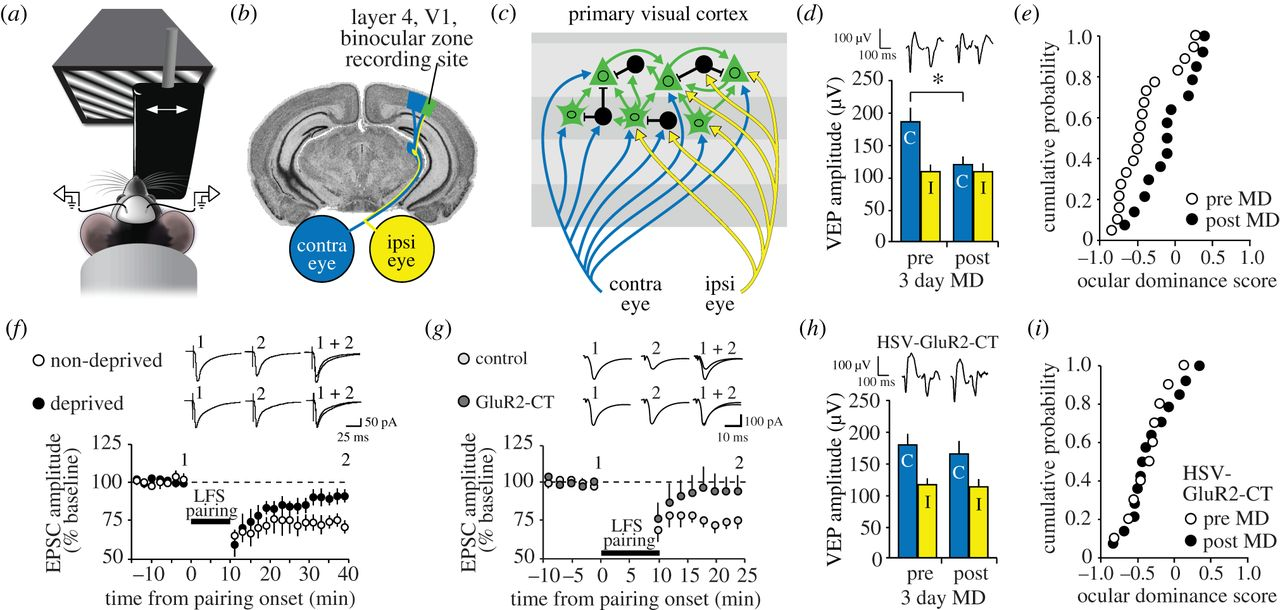 (a)
(b)
layer 4, V1,
binocular zone
recording site
contra
eye
ipsi
eye
(c)
primary visual cortex
contra
eye
ipsi
eye
(d)
100 µV
100 ms
*
VEP amplitude (µV)
250
200
150
100
50
0
C
I
C
I
pre
post
3 day MD
(e)
cumulative probability
1.0
0.8
0.6
0.4
0.2
0
pre MD
post MD
−1.0 −0.5 0 0.5 1.0
ocular dominance score
(f)
non-deprived
deprived
1 2 1 + 2
1 2 1 + 2
50 pA
25 ms
EPSC amplitude
(% baseline)
125
100
75
50
1
2
LFS
pairing
−10 0 10 20 30 40
time from pairing onset (min)
(g)
control
GluR2-CT
1 2 1 + 2
1 2 1 + 2
100 pA
10 ms
EPSC amplitude
(% baseline)
125
100
75
50
1
2
LFS
pairing
−10 −5 0 5 10 15 20 25
time from pairing onset (min)
(h)
HSV-GluR2-CT
100 µV
100 ms
VEP amplitude (µV)
250
200
150
100
50
0
C
I
C
I
pre
post
3 day MD
(i)
cumulative probability
1.0
0.8
0.6
0.4
0.2
0
HSV-
GluR2-CT
pre MD
post MD
−1.0 −0.5 0 0.5 1.0
ocular dominance score